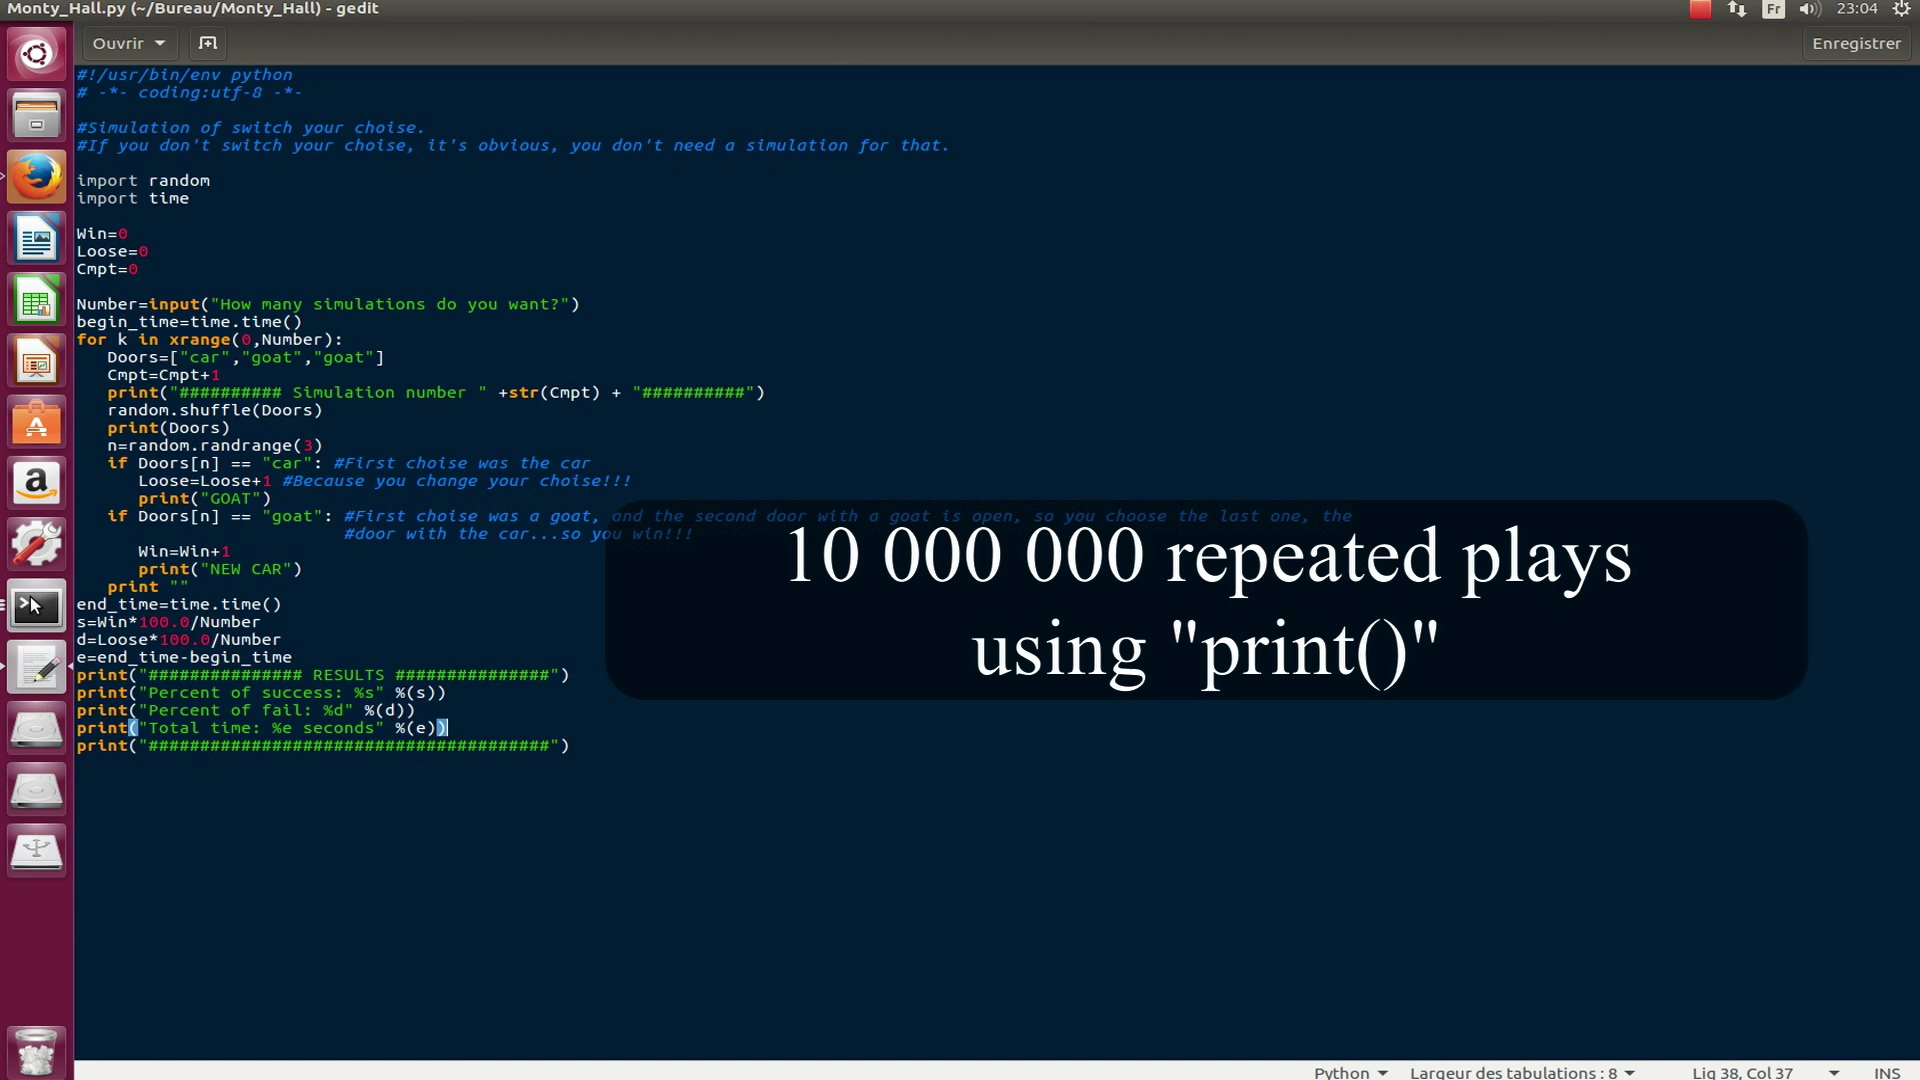 Monty_Hall.py (~/Bureau/Monty_Hall) - gedit
Fr
23:04
Ouvrir
Enregistrer
#!/usr/bin/env python
# -*- coding:utf-8 -*-
#Simulation of switch your choise.
#If you don't switch your choise, it's obvious, you don't need a simulation for that.
import random
import time
Win=0
Loose=0
Cmpt=0
Number=input("How many simulations do you want?")
begin_time=time.time()
for k in xrange(0,Number):
Doors=["car","goat","goat"]
Cmpt=Cmpt+1
print("########## Simulation number " +str(Cmpt) + "##########")
random.shuffle(Doors)
print(Doors)
n=random.randrange(3)
if Doors[n] == "car": #First choise was the car
Loose=Loose+1 #Because you change your choise!!!
print("GOAT")
if Doors[n] == "goat": #First choise was a goat, and the second door with a goat is open, so you choose the last one, the
#door with the car...so you win!!!
Win=Win+1
print("NEW CAR")
print ""
end_time=time.time()
s=Win*100.0/Number
d=Loose*100.0/Number
e=end_time-begin_time
print("############### RESULTS ###############")
print("Percent of success: %s" %(s))
print("Percent of fail: %d" %(d))
print("Total time: %e seconds" %(e))
print("#######################################")
10 000 000 repeated plays
using "print()"
Python
Largeur des tabulations : 8
Lig 38, Col 37
INS